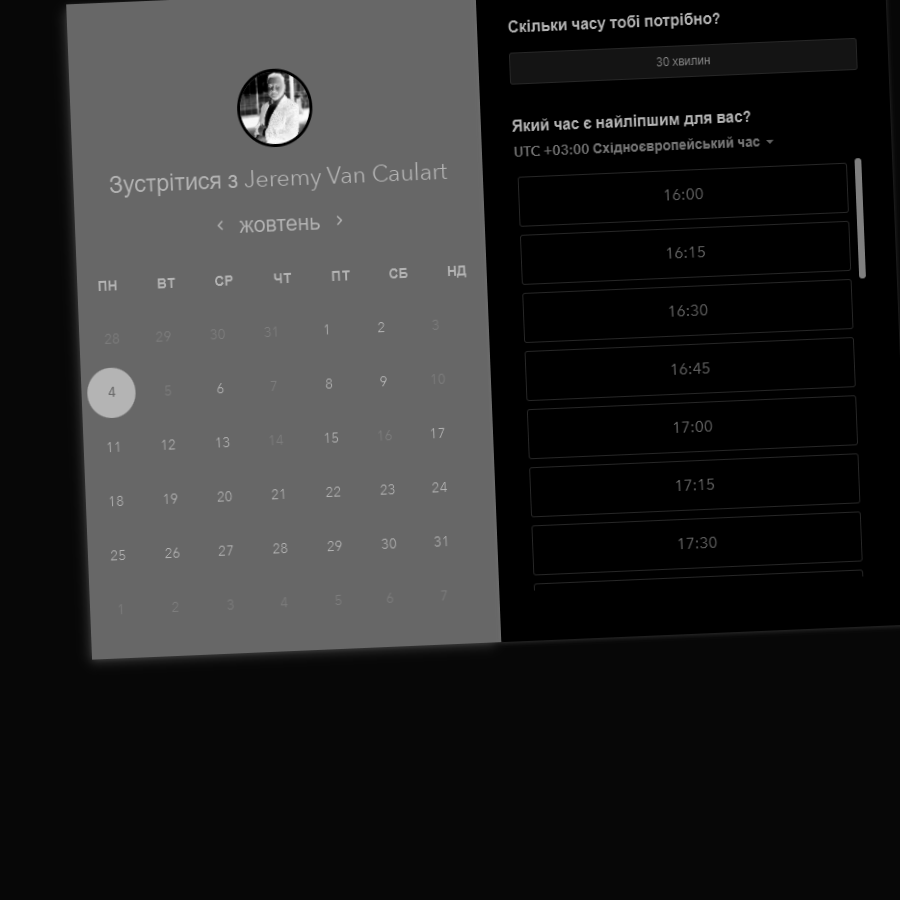 Зустрітися з Jeremy Van Caulart
‹ жовтень ›
ПН ВТ СР ЧТ ПТ СБ НД
28 29 30 31 1 2 3
4 5 6 7 8 9 10
11 12 13 14 15 16 17
18 19 20 21 22 23 24
25 26 27 28 29 30 31
1 2 3 4 5 6 7
Скільки часу тобі потрібно?
30 хвилин
Який час є найліпшим для вас?
UTC +03:00 Східноєвропейський час
16:00
16:15
16:30
16:45
17:00
17:15
17:30